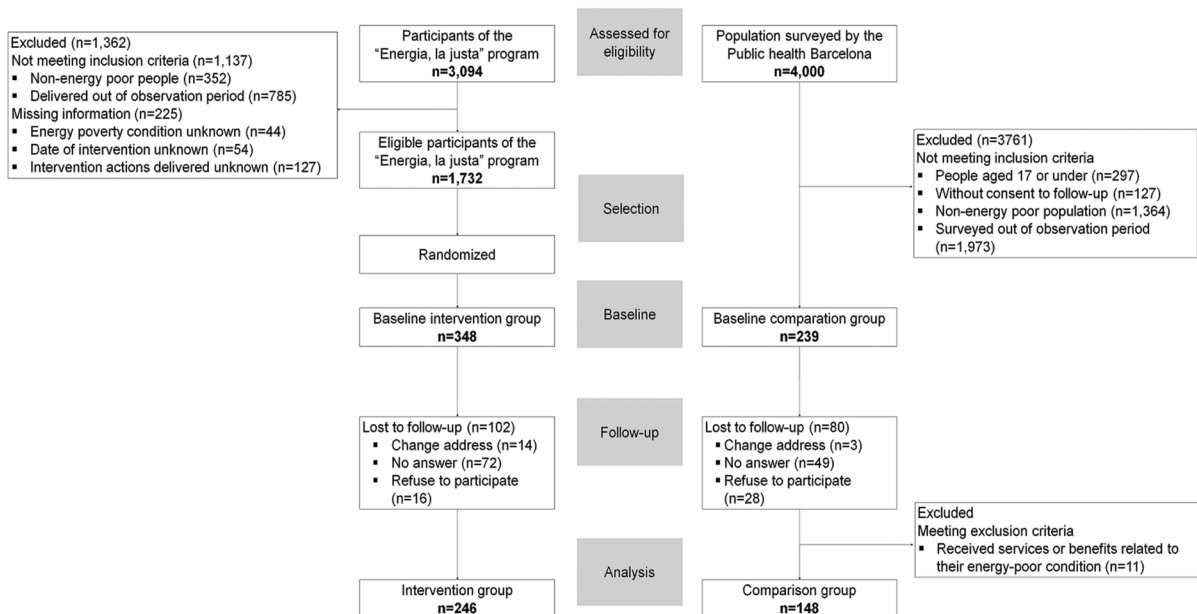 Assessed for
eligibility
Participants of the
“Energia, la justa” program
n=3,094
Population surveyed by the
Public health Barcelona
n=4,000
Excluded (n=1,362)
Not meeting inclusion criteria (n=1,137)
▪ Non-energy poor people (n=352)
▪ Delivered out of observation period (n=785)
Missing information (n=225)
▪ Energy poverty condition unknown (n=44)
▪ Date of intervention unknown (n=54)
▪ Intervention actions delivered unknown (n=127)
Eligible participants of the
“Energia, la justa” program
n=1,732
Excluded (n=3761)
Not meeting inclusion criteria
▪ People aged 17 or under (n=297)
▪ Without consent to follow-up (n=127)
▪ Non-energy poor population (n=1,364)
▪ Surveyed out of observation period
(n=1,973)
Selection
Randomized
Baseline
Baseline intervention group
n=348
Baseline comparation group
n=239
Follow-up
Lost to follow-up (n=102)
▪ Change address (n=14)
▪ No answer (n=72)
▪ Refuse to participate
(n=16)
Lost to follow-up (n=80)
▪ Change address (n=3)
▪ No answer (n=49)
▪ Refuse to participate
(n=28)
Excluded
Meeting exclusion criteria
▪ Received services or benefits related to
their energy-poor condition (n=11)
Analysis
Intervention group
n=246
Comparison group
n=148